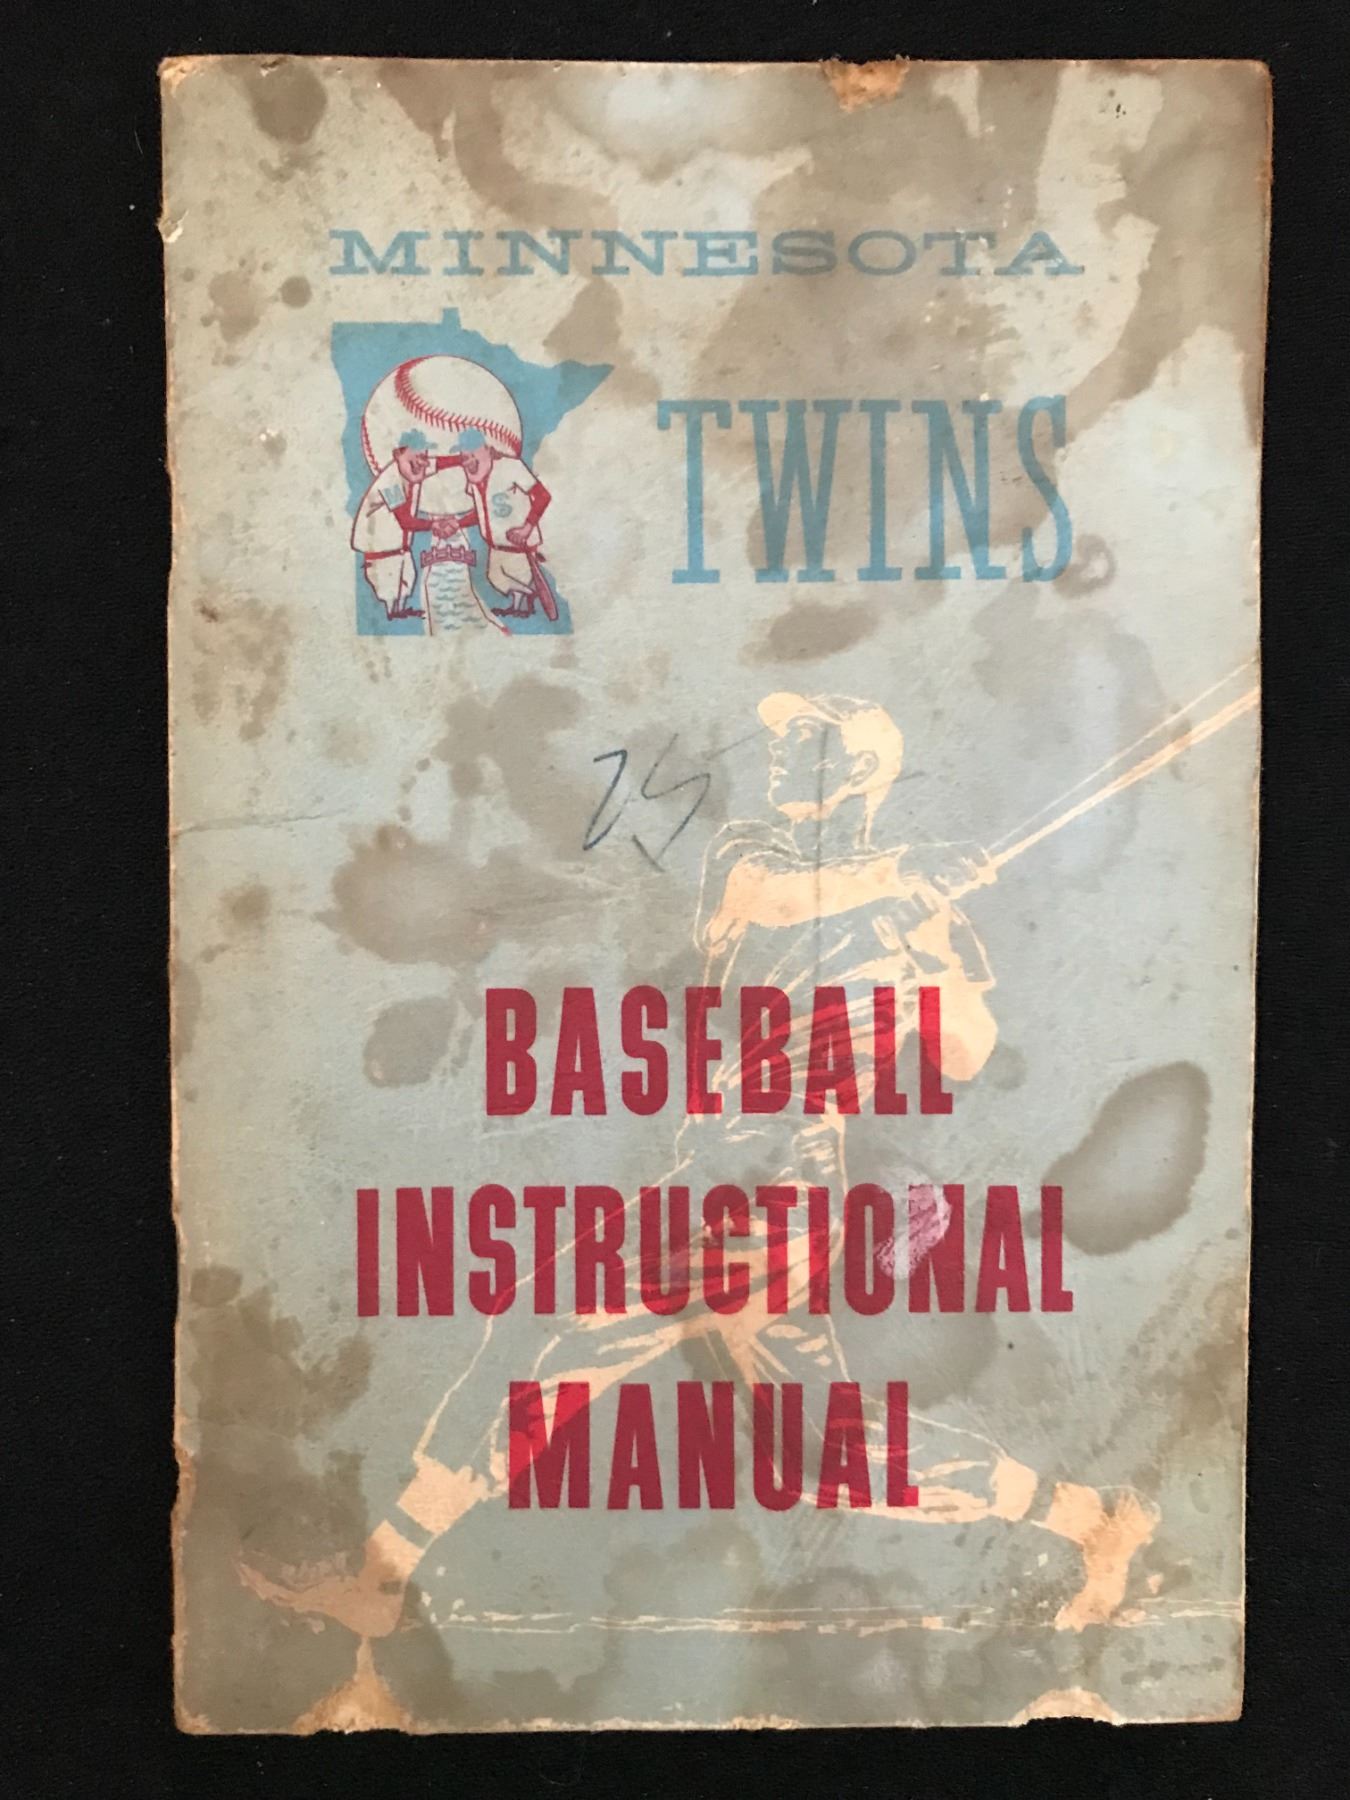 MINNESOTA
TWINS
M S
25
BASEBALL
INSTRUCTIONAL
MANUAL